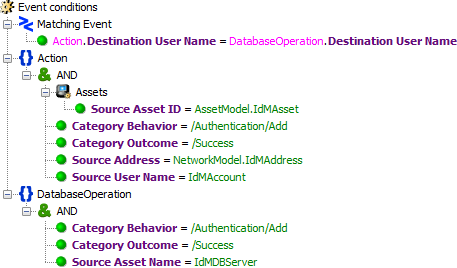 Event conditions
Matching Event
Action.Destination User Name = DatabaseOperation.Destination User Name
Action
AND
Assets
Source Asset ID = AssetModel.IdMAsset
Category Behavior = /Authentication/Add
Category Outcome = /Success
Source Address = NetworkModel.IdMAddress
Source User Name = IdMAccount
DatabaseOperation
AND
Category Behavior = /Authentication/Add
Category Outcome = /Success
Source Asset Name = IdMDBServer